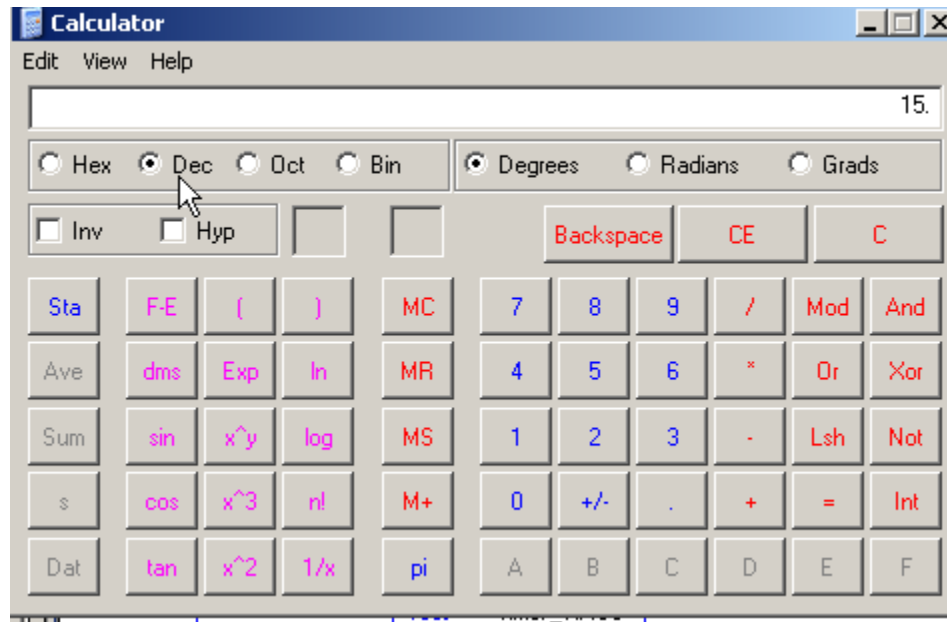 Calculator
Edit View Help
15.
Hex Dec Oct Bin Degrees Radians Grads
Inv Hyp Backspace CE C
Sta F-E ( ) MC 7 8 9 / Mod And
Ave dms Exp ln MR 4 5 6 * Or Xor
Sum sin x^y log MS 1 2 3 - Lsh Not
s cos x^3 n! M+ 0 +/- . + = Int
Dat tan x^2 1/x pi A B C D E F